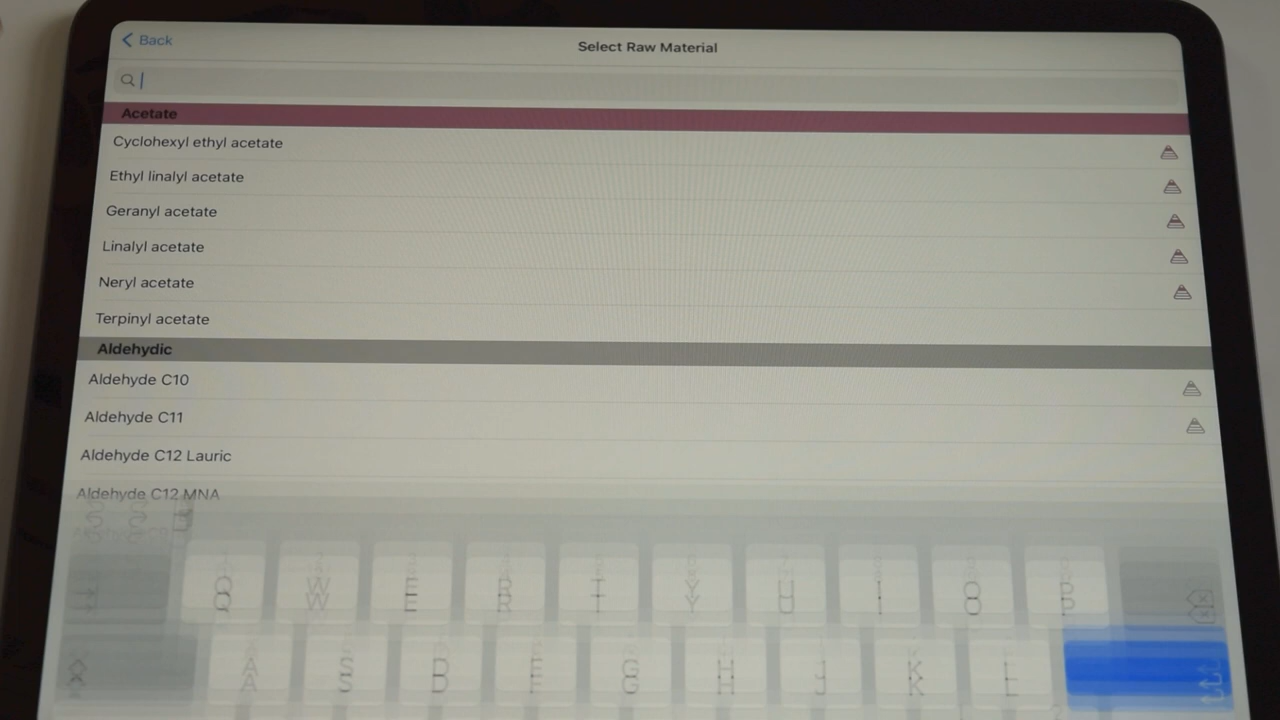 Back
Select Raw Material
Acetate
Cyclohexyl ethyl acetate
Ethyl linalyl acetate
Geranyl acetate
Linalyl acetate
Neryl acetate
Terpinyl acetate
Aldehydic
Aldehyde C10
Aldehyde C11
Aldehyde C12 Lauric
Aldehyde C12 MNA
Q W E R T Y U I O P
A S D F G H J K L